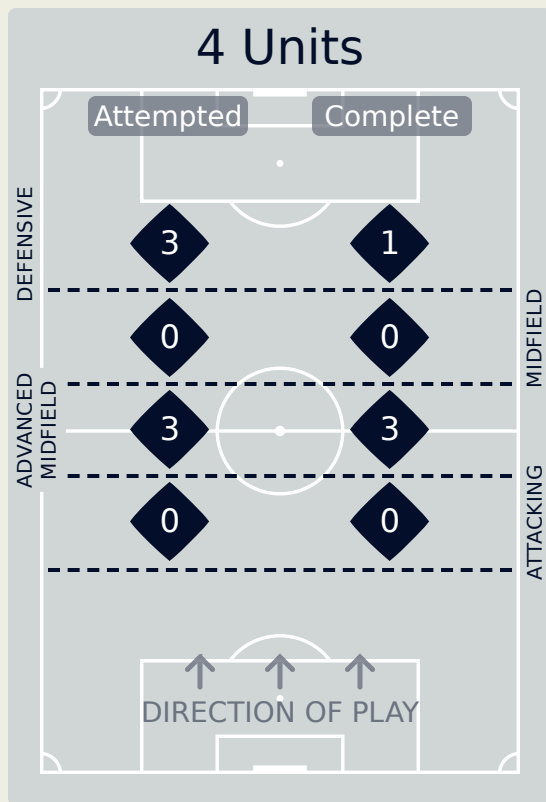 4 Units
Attempted Complete
DEFENSIVE
3 1
MIDFIELD
0 0
ADVANCED
MIDFIELD
3 3
ATTACKING
0 0
DIRECTION OF PLAY